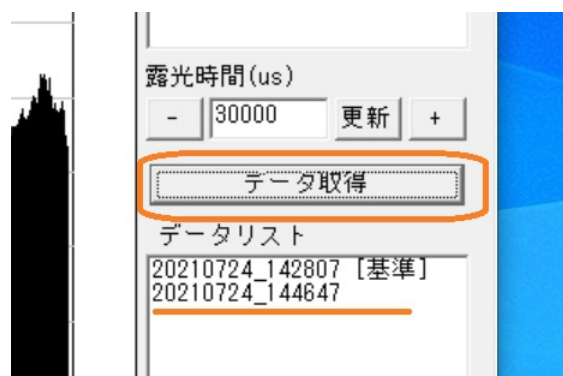 露光時間(us)
- 30000 更新 +
データ取得
データリスト
20210724_142807 [基準]
20210724_144647